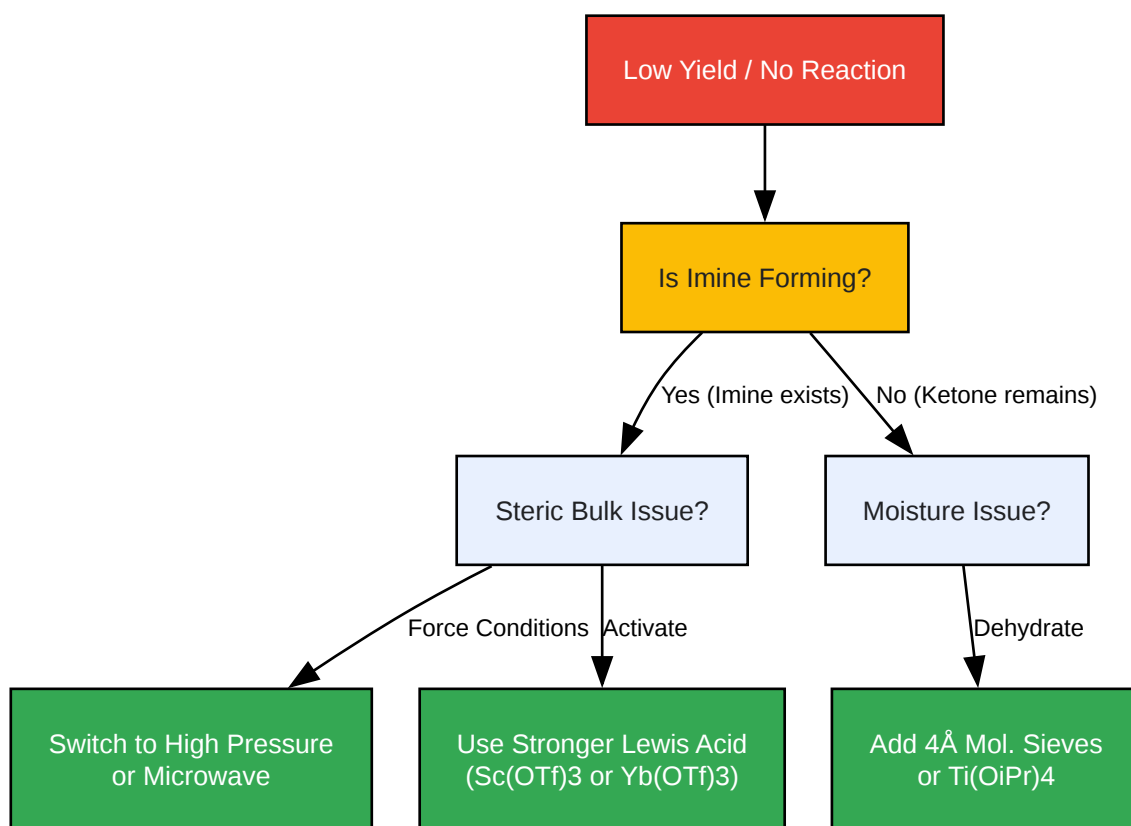 Low Yield / No Reaction
Is Imine Forming?
Yes (Imine exists)
No (Ketone remains)
Steric Bulk Issue?
Moisture Issue?
Force Conditions
Activate
Dehydrate
Switch to High Pressure
or Microwave
Use Stronger Lewis Acid
(Sc(OTf)3 or Yb(OTf)3)
Add 4Å Mol. Sieves
or Ti(OiPr)4